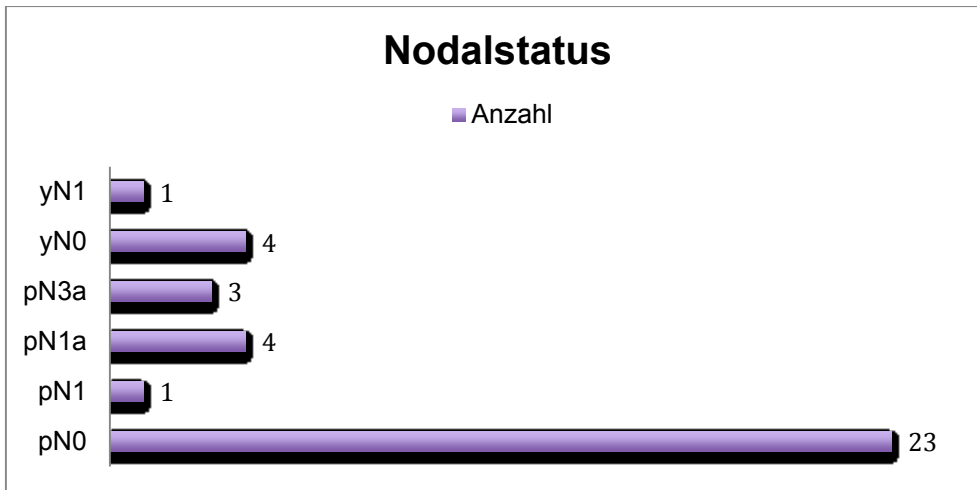 Nodalstatus
Anzahl
yN1 1
yN0 4
pN3a 3
pN1a 4
pN1 1
pN0 23